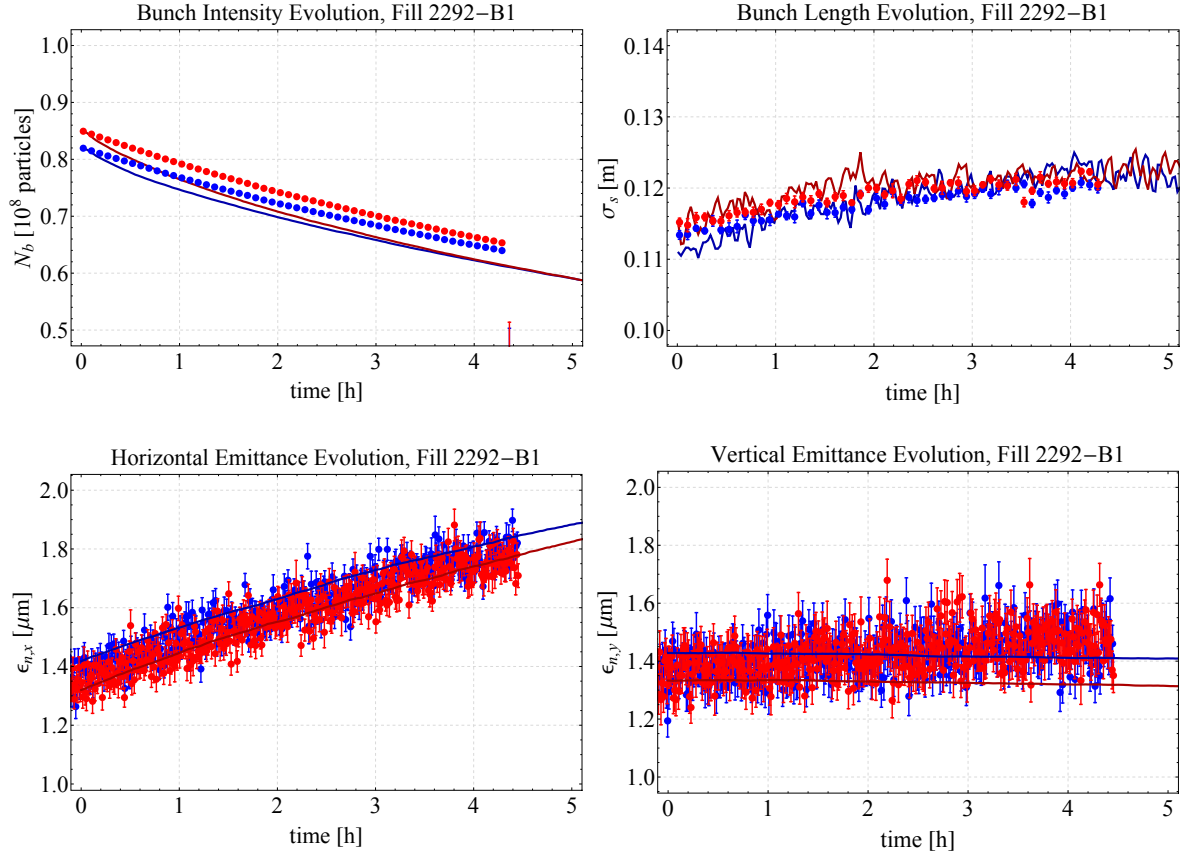 Bunch Intensity Evolution, Fill 2292−B1
1.0
0.9
0.8
0.7
0.6
0.5
N_b [10^8 particles]
0 1 2 3 4 5
time [h]
Bunch Length Evolution, Fill 2292−B1
0.14
0.13
0.12
0.11
0.10
σ_s [m]
0 1 2 3 4 5
time [h]
Horizontal Emittance Evolution, Fill 2292−B1
2.0
1.8
1.6
1.4
1.2
1.0
ϵ_{n,x} [μm]
0 1 2 3 4 5
time [h]
Vertical Emittance Evolution, Fill 2292−B1
2.0
1.8
1.6
1.4
1.2
1.0
ϵ_{n,y} [μm]
0 1 2 3 4 5
time [h]